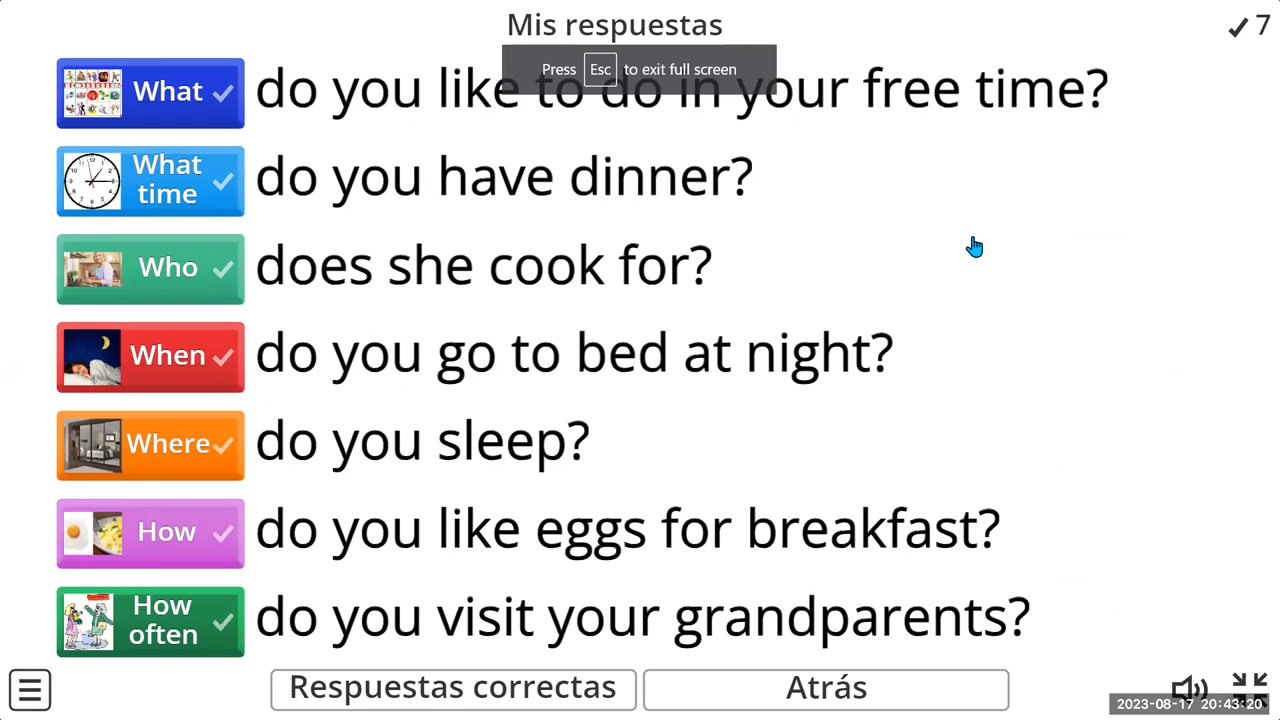 Mis respuestas
7
Press Esc to exit full screen
What do you like to do in your free time?
What time do you have dinner?
Who does she cook for?
When do you go to bed at night?
Where do you sleep?
How do you like eggs for breakfast?
How often do you visit your grandparents?
Respuestas correctas
Atrás
2023-08-17 20:43:20